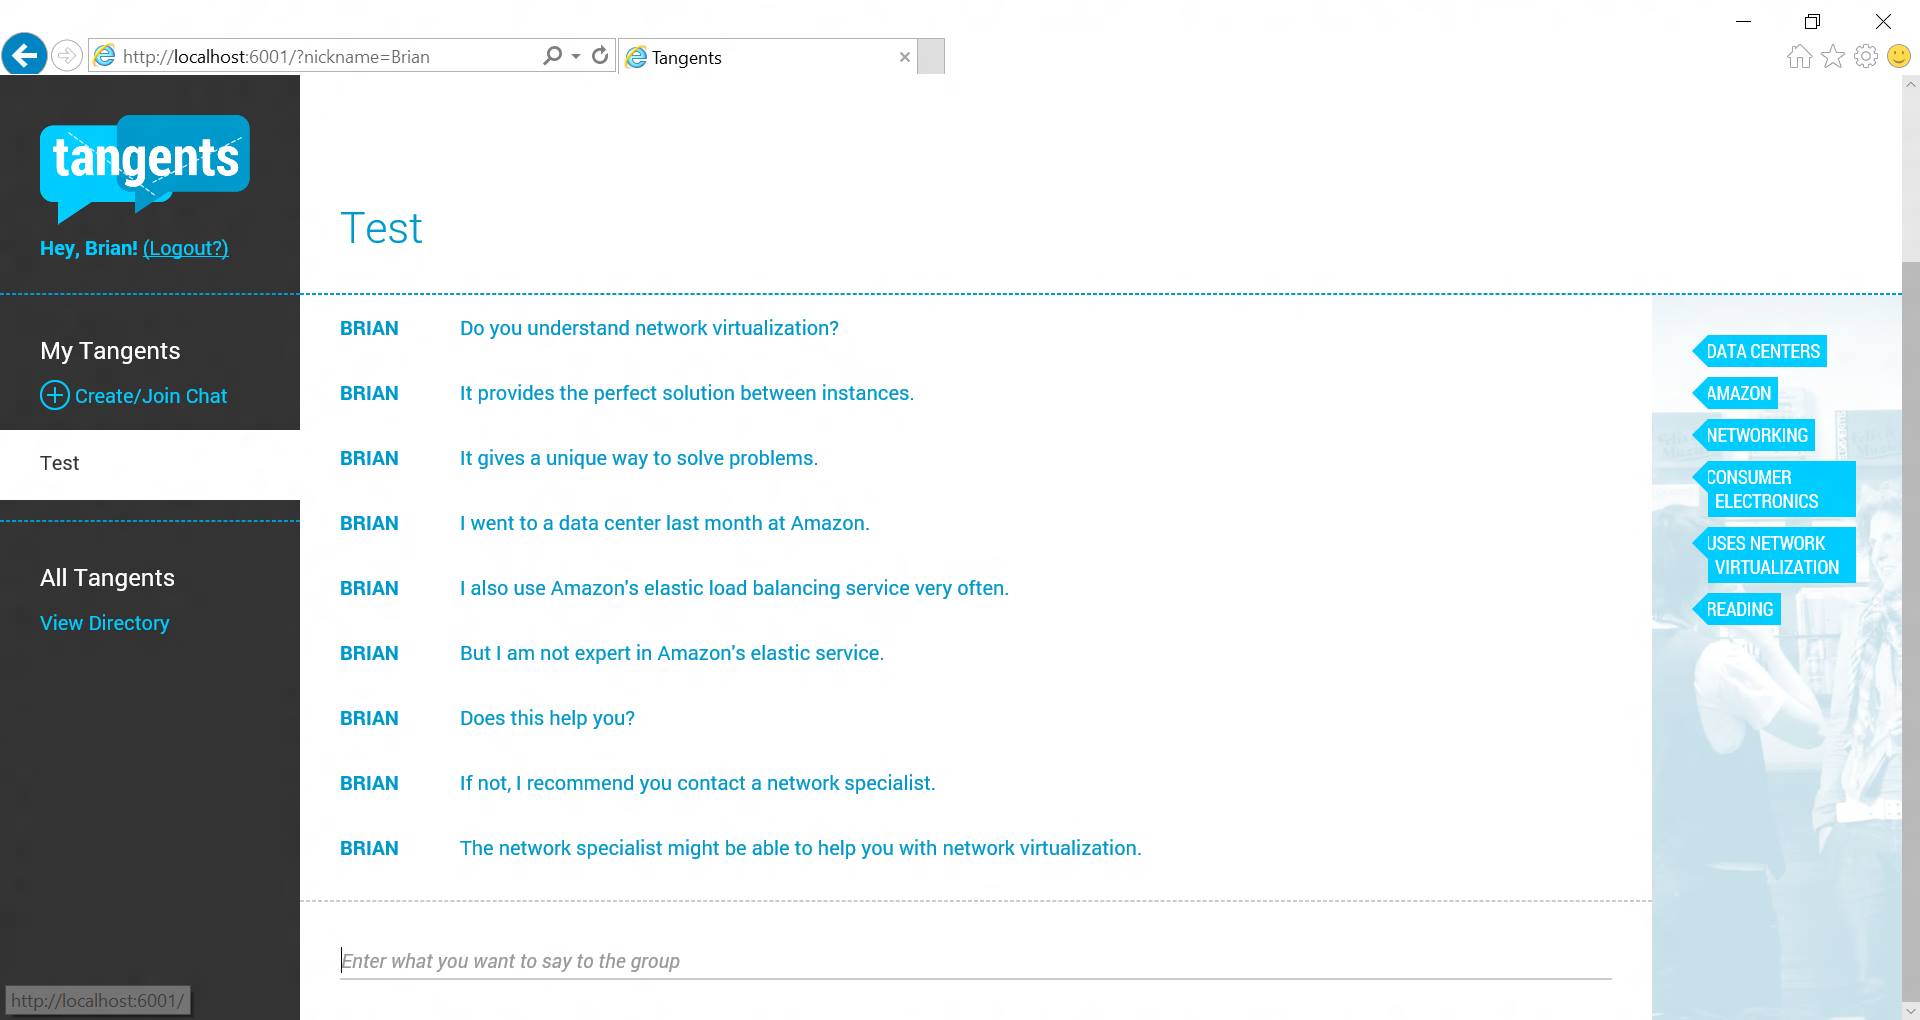 http://localhost:6001/?nickname=Brian
Tangents
tangents
Hey, Brian! (Logout?)
My Tangents
Create/Join Chat
Test
All Tangents
View Directory
Test
BRIAN Do you understand network virtualization?
BRIAN It provides the perfect solution between instances.
BRIAN It gives a unique way to solve problems.
BRIAN I went to a data center last month at Amazon.
BRIAN I also use Amazon's elastic load balancing service very often.
BRIAN But I am not expert in Amazon's elastic service.
BRIAN Does this help you?
BRIAN If not, I recommend you contact a network specialist.
BRIAN The network specialist might be able to help you with network virtualization.
Enter what you want to say to the group
DATA CENTERS
AMAZON
NETWORKING
CONSUMER
ELECTRONICS
USES NETWORK
VIRTUALIZATION
READING
http://localhost:6001/